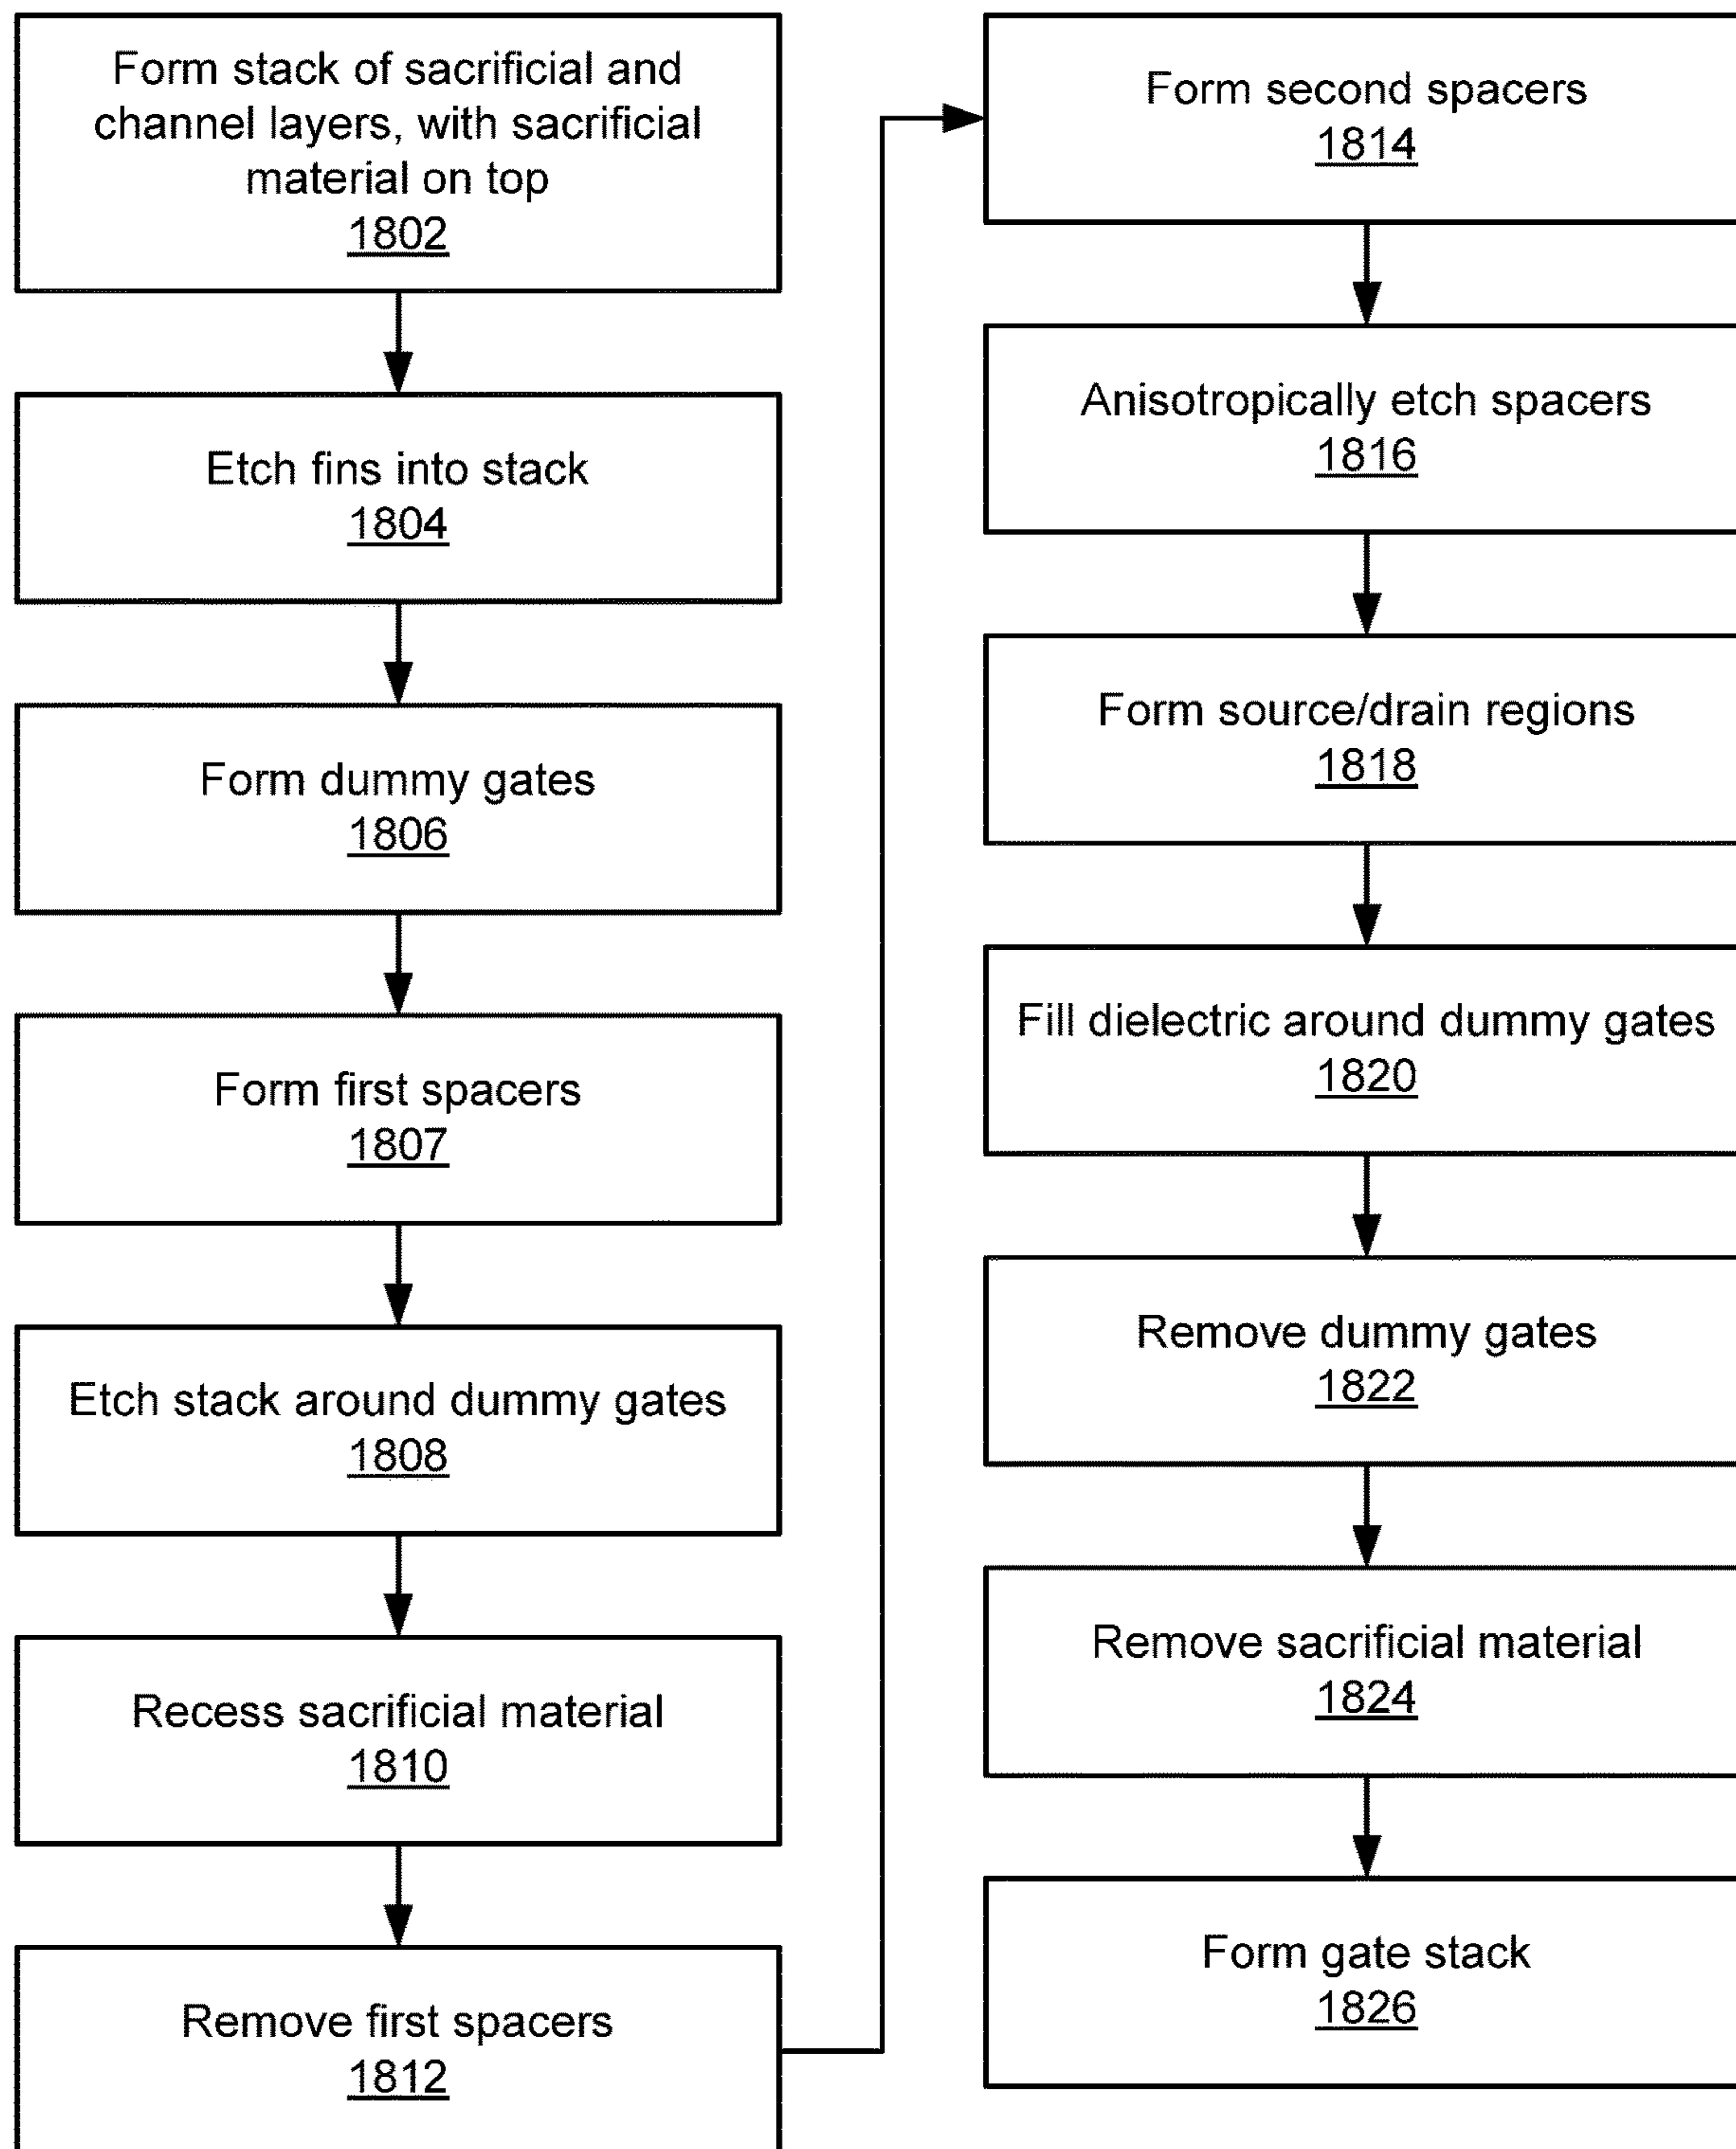 Form stack of sacrificial and
channel layers, with sacrificial
material on top
1802
Etch fins into stack
1804
Form dummy gates
1806
Form first spacers
1807
Etch stack around dummy gates
1808
Recess sacrificial material
1810
Remove first spacers
1812
Form second spacers
1814
Anisotropically etch spacers
1816
Form source/drain regions
1818
Fill dielectric around dummy gates
1820
Remove dummy gates
1822
Remove sacrificial material
1824
Form gate stack
1826